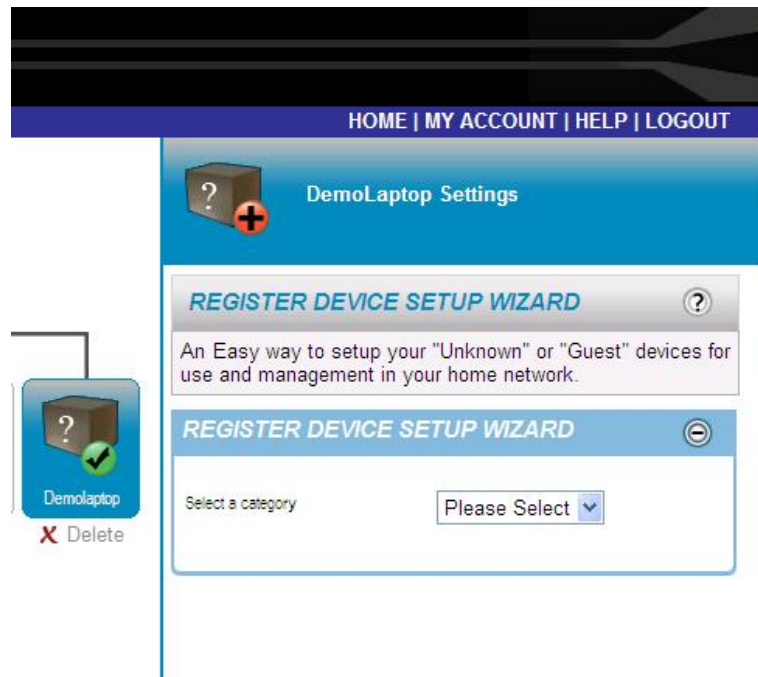 HOME | MY ACCOUNT | HELP | LOGOUT
?
DemoLaptop Settings
REGISTER DEVICE SETUP WIZARD
?
An Easy way to setup your "Unknown" or "Guest" devices for
use and management in your home network.
?
Demolaptop
X Delete
REGISTER DEVICE SETUP WIZARD
Select a category
Please Select